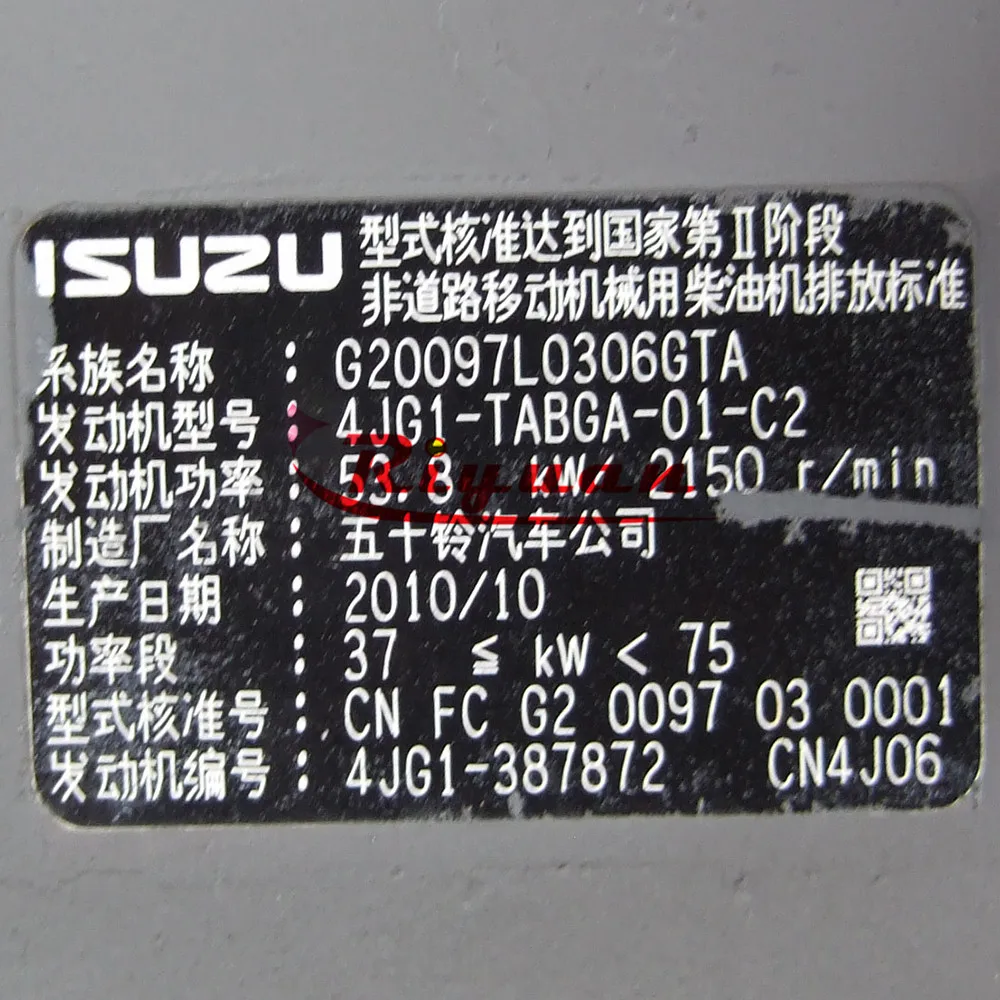 ISUZU
型式核准达到国家第Ⅱ阶段
非道路移动机械用柴油机排放标准
系族名称 : G20097L0306GTA
发动机型号 : 4JG1-TABGA-01-C2
发动机功率 : 53.8 kW/ 2150 r/min
Riyuan
制造厂名称 : 五十铃汽车公司
生产日期 : 2010/10
功率段 : 37 ≦ kW < 75
型式核准号 : CN FC G2 0097 03 0001
发动机编号 : 4JG1-387872 CN4J06